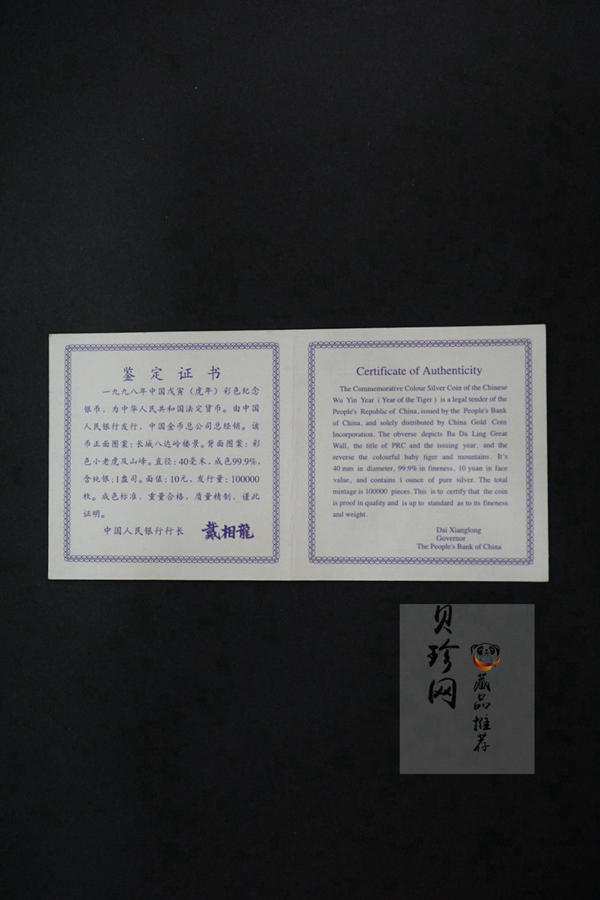 鉴定证书
一九九八年中国戊寅（虎年）彩色纪念
银币，为中华人民共和国法定货币。由中国
人民银行发行，中国金币总公司总经销。该
币正面图案：长城八达岭楼景。背面图案：彩
色小老虎及山峰。直径：40毫米，成色99.9%，
含纯银：1盎司。面值：10元，发行量：100000
枚。成色标准，重量合格，质量精制，谨此
证明。
中国人民银行行长 戴相龍
Certificate of Authenticity
The Commemorative Colour Silver Coin of the Chinese
Wu Yin Year (Year of the Tiger) is a legal tender of the
People's Republic of China, issued by the People's Bank
of China, and solely distributed by China Gold Coin
Incorporation. The obverse depicts Ba Da Ling Great
Wall, the title of PRC and the issuing year, and the
reverse the colourful baby tiger and mountains. It's
40 mm in diameter, 99.9% in fineness, 10 yuan in face
value, and contains 1 ounce of pure silver. The total
mintage is 100000 pieces. This is to certify that the coin
is proof in quality and is up to standard as to its fineness
and weight.
Dai Xianglong
Governor
The People's Bank of China
贝珍网
藏品推荐